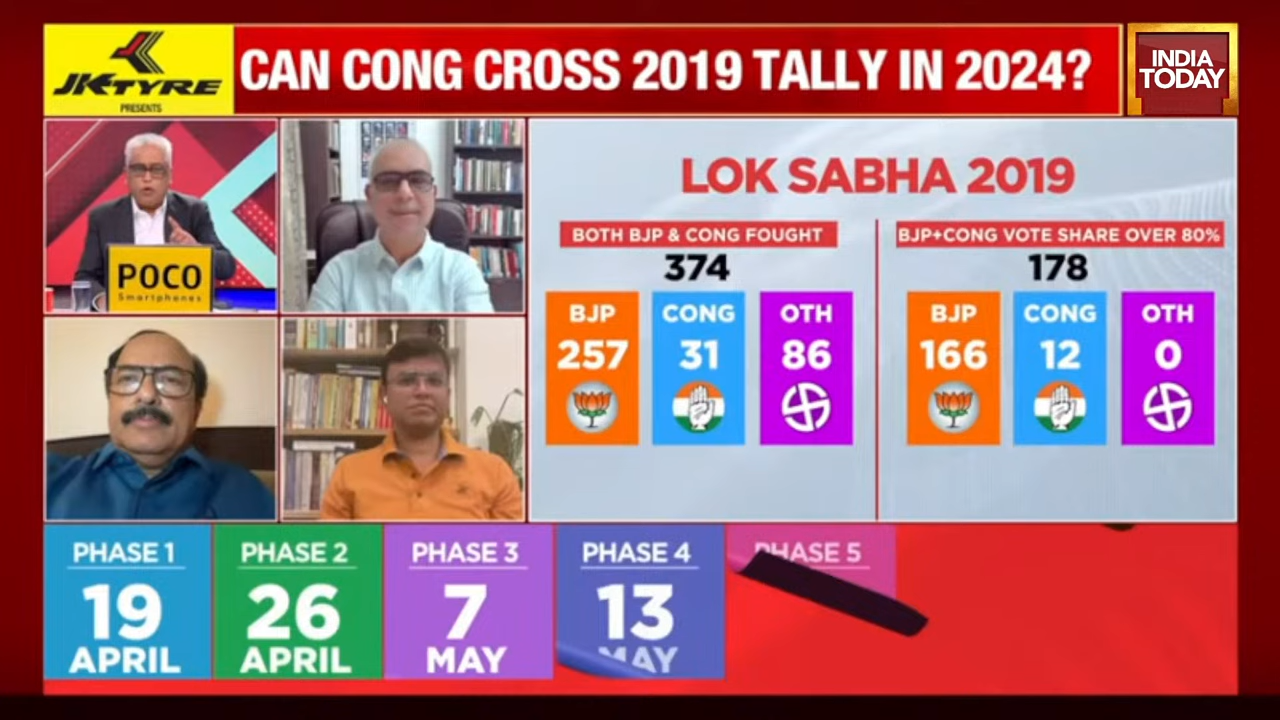 JKTYRE
PRESENTS
CAN CONG CROSS 2019 TALLY IN 2024?
INDIA
TODAY
POCO
Smartphones
LOK SABHA 2019
BOTH BJP & CONG FOUGHT
374
BJP
257
CONG
31
OTH
86
BJP+CONG VOTE SHARE OVER 80%
178
BJP
166
CONG
12
OTH
0
PHASE 1
19
APRIL
PHASE 2
26
APRIL
PHASE 3
7
MAY
PHASE 4
13
MAY
PHASE 5